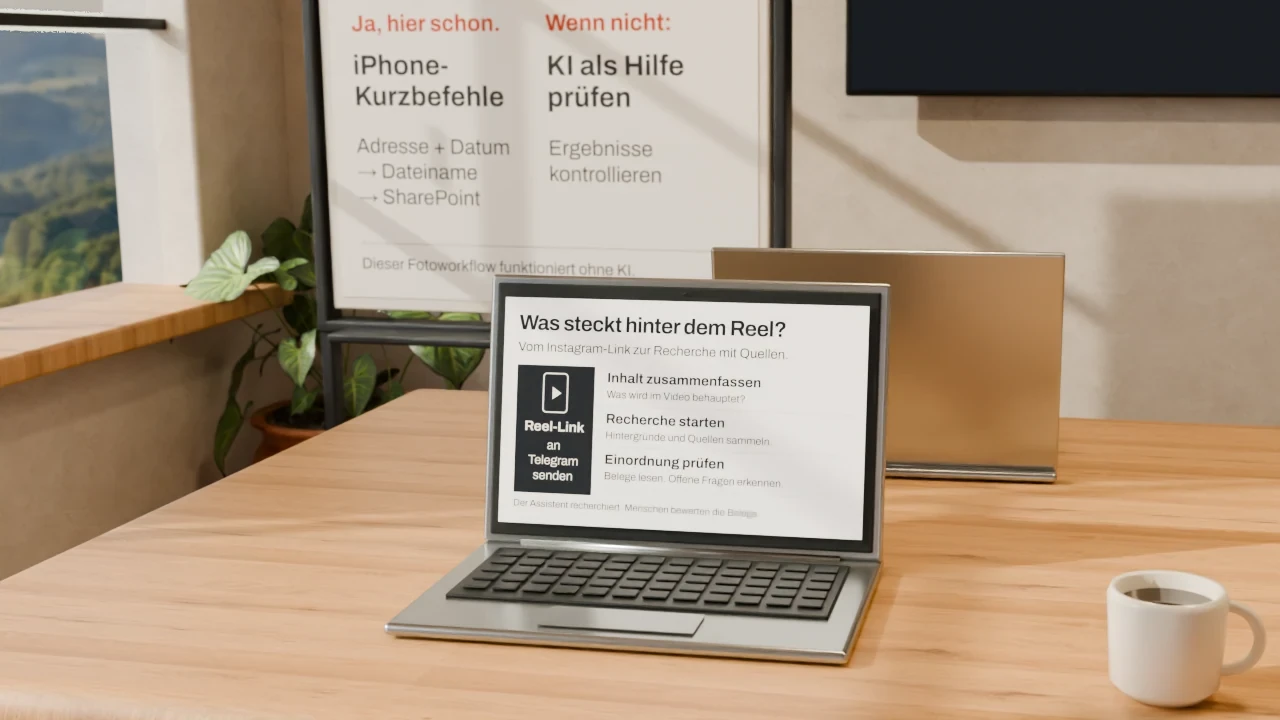 Ja, hier schon.
iPhone-
Kurzbefehle
Adresse + Datum
→ Dateiname
→ SharePoint
Wenn nicht:
KI als Hilfe
prüfen
Ergebnisse
kontrollieren
Dieser Fotoworkflow funktioniert ohne KI.
Was steckt hinter dem Reel?
Vom Instagram-Link zur Recherche mit Quellen.
Reel-Link
an
Telegram
senden
Inhalt zusammenfassen
Was wird im Video behauptet?
Recherche starten
Hintergründe und Quellen sammeln.
Einordnung prüfen
Belege lesen. Offene Fragen erkennen.
Der Assistent recherchiert. Menschen bewerten die Belege.